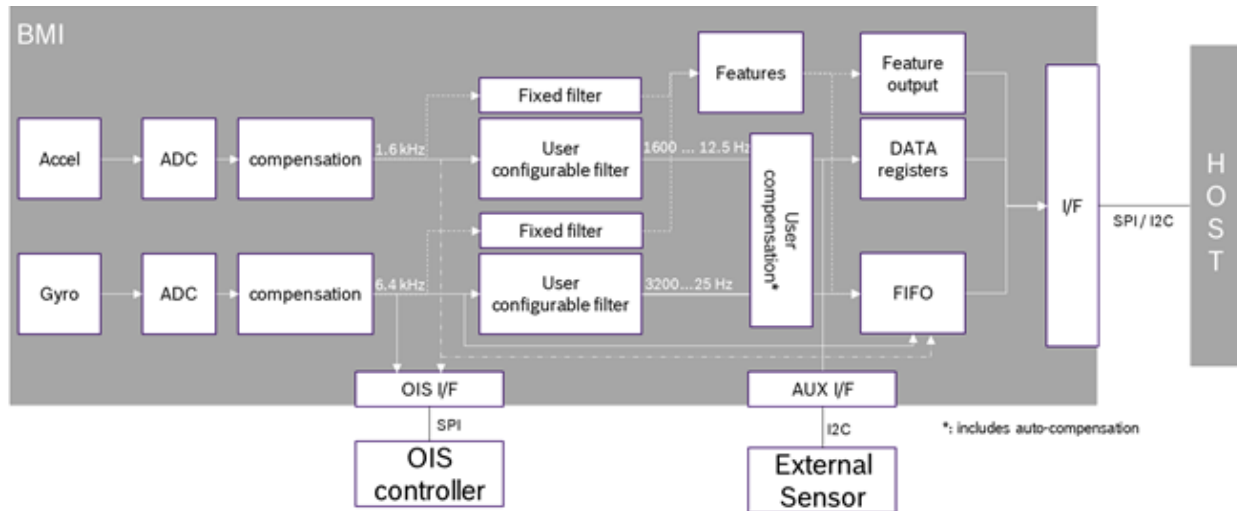 BMI
Features
Feature
output
Fixed filter
Accel
ADC
compensation
1.6 kHz
User
configurable filter
1600 ... 12.5 Hz
User
compensation*
DATA
registers
I/F
SPI / I2C
HOST
Fixed filter
Gyro
ADC
compensation
6.4 kHz
User
configurable filter
3200...25 Hz
FIFO
OIS I/F
AUX I/F
SPI
I2C
*: includes auto-compensation
OIS
controller
External
Sensor